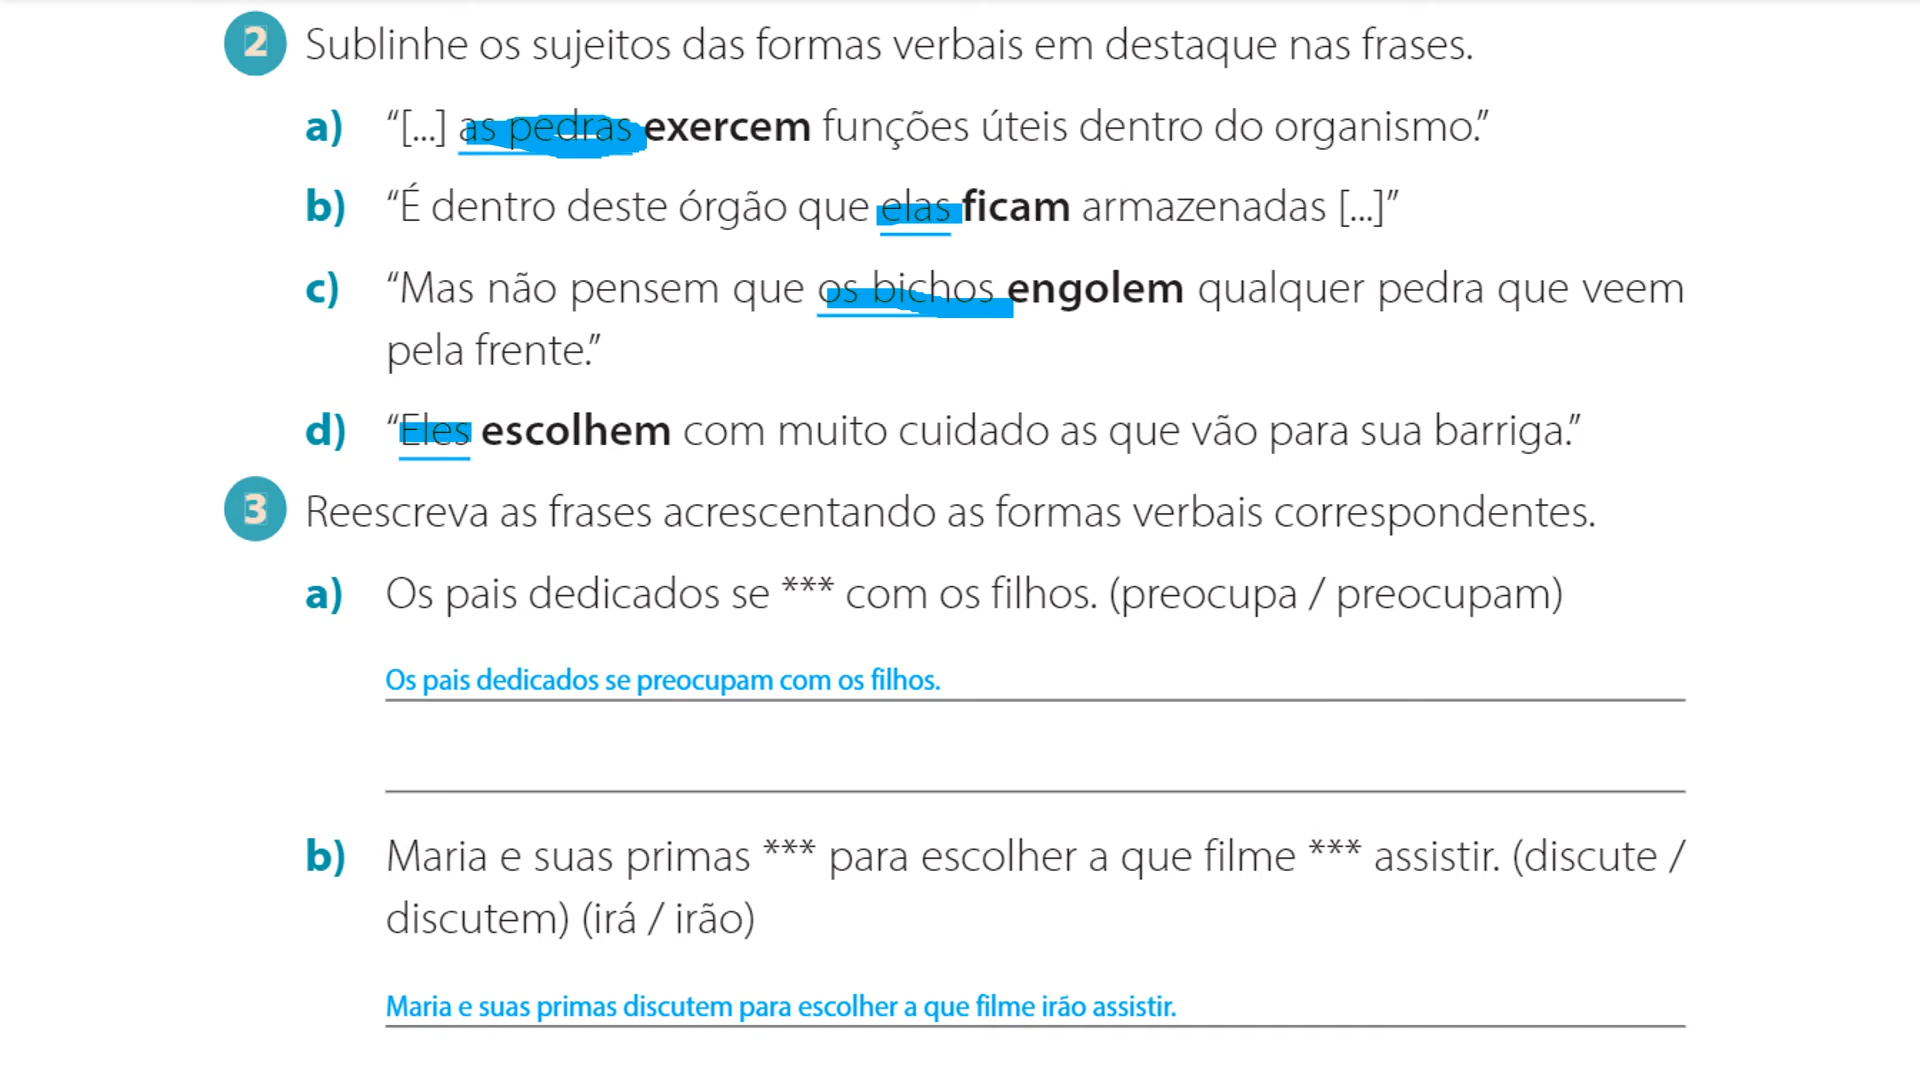 2 Sublinhe os sujeitos das formas verbais em destaque nas frases.
a) “[...] as pedras exercem funções úteis dentro do organismo.”
b) “É dentro deste órgão que elas ficam armazenadas [...]”
c) “Mas não pensem que os bichos engolem qualquer pedra que veem
pela frente.”
d) “Eles escolhem com muito cuidado as que vão para sua barriga.”
3 Reescreva as frases acrescentando as formas verbais correspondentes.
a) Os pais dedicados se *** com os filhos. (preocupa / preocupam)
Os pais dedicados se preocupam com os filhos.
b) Maria e suas primas *** para escolher a que filme *** assistir. (discute /
discutem) (irá / irão)
Maria e suas primas discutem para escolher a que filme irão assistir.